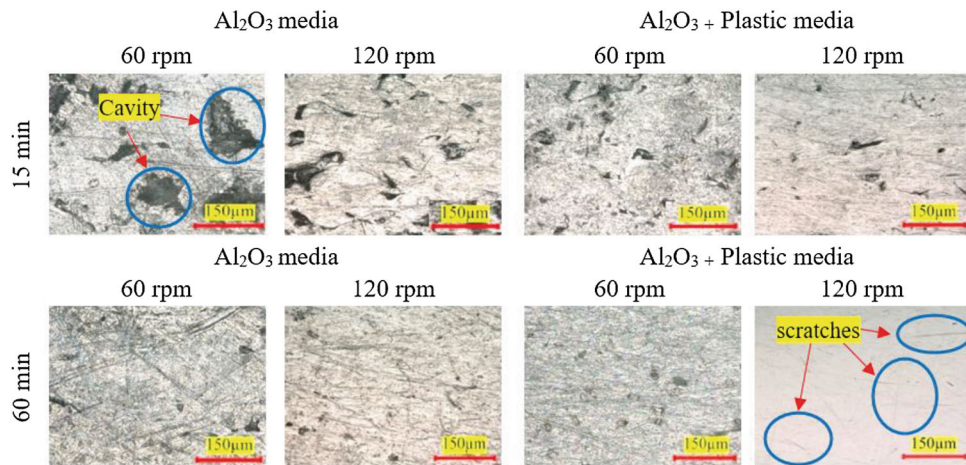 Al₂O₃ media Al₂O₃ + Plastic media
60 rpm 120 rpm 60 rpm 120 rpm
15 min
Cavity
150µm 150µm 150µm 150µm
Al₂O₃ media Al₂O₃ + Plastic media
60 rpm 120 rpm 60 rpm 120 rpm
60 min
scratches
150µm 150µm 150µm 150µm